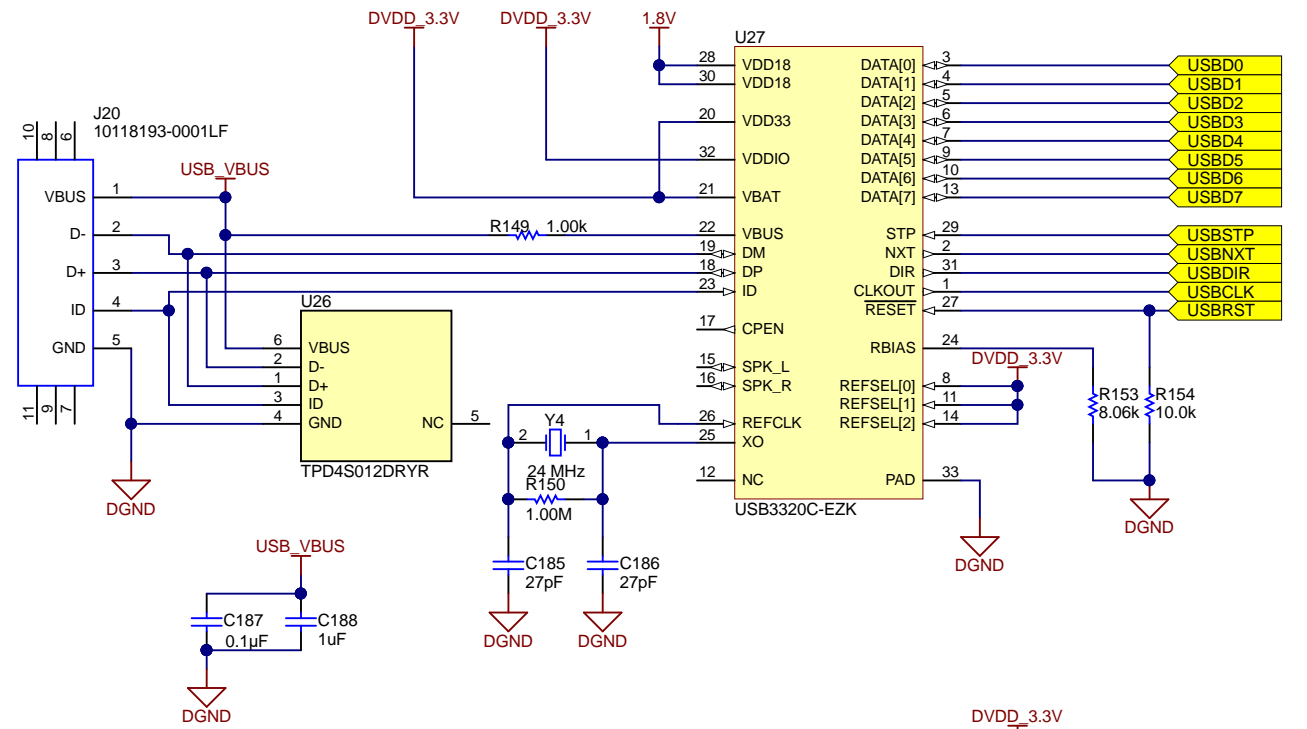 DVDD_3.3V
DVDD_3.3V
1.8V
U27
28 VDD18
30 VDD18
20 VDD33
32 VDDIO
21 VBAT
22 VBUS
19 DM
18 DP
23 ID
17 CPEN
15 SPK_L
16 SPK_R
26 REFCLK
25 XO
12 NC
DATA[0] 3 USBD0
DATA[1] 4 USBD1
DATA[2] 5 USBD2
DATA[3] 6 USBD3
DATA[4] 7 USBD4
DATA[5] 9 USBD5
DATA[6] 10 USBD6
DATA[7] 13 USBD7
STP 29 USBSTP
NXT 2 USBNXT
DIR 31 USBDIR
CLKOUT 1 USBCLK
RESET 27 USBRST
RBIAS 24
REFSEL[0] 8
REFSEL[1] 11
REFSEL[2] 14
PAD 33
USB3320C-EZK
DVDD_3.3V
R153
8.06k
R154
10.0k
DGND
DGND
J20
10118193-0001LF
10
8
6
VBUS 1
D- 2
D+ 3
ID 4
GND 5
11
9
7
USB_VBUS
R149 1.00k
U26
6 VBUS
2 D-
1 D+
3 ID
4 GND
NC 5
TPD4S012DRYR
DGND
Y4
2 1
24 MHz
R150
1.00M
C185
27pF
C186
27pF
DGND
DGND
USB_VBUS
C187
0.1µF
C188
1uF
DGND
DVDD_3.3V